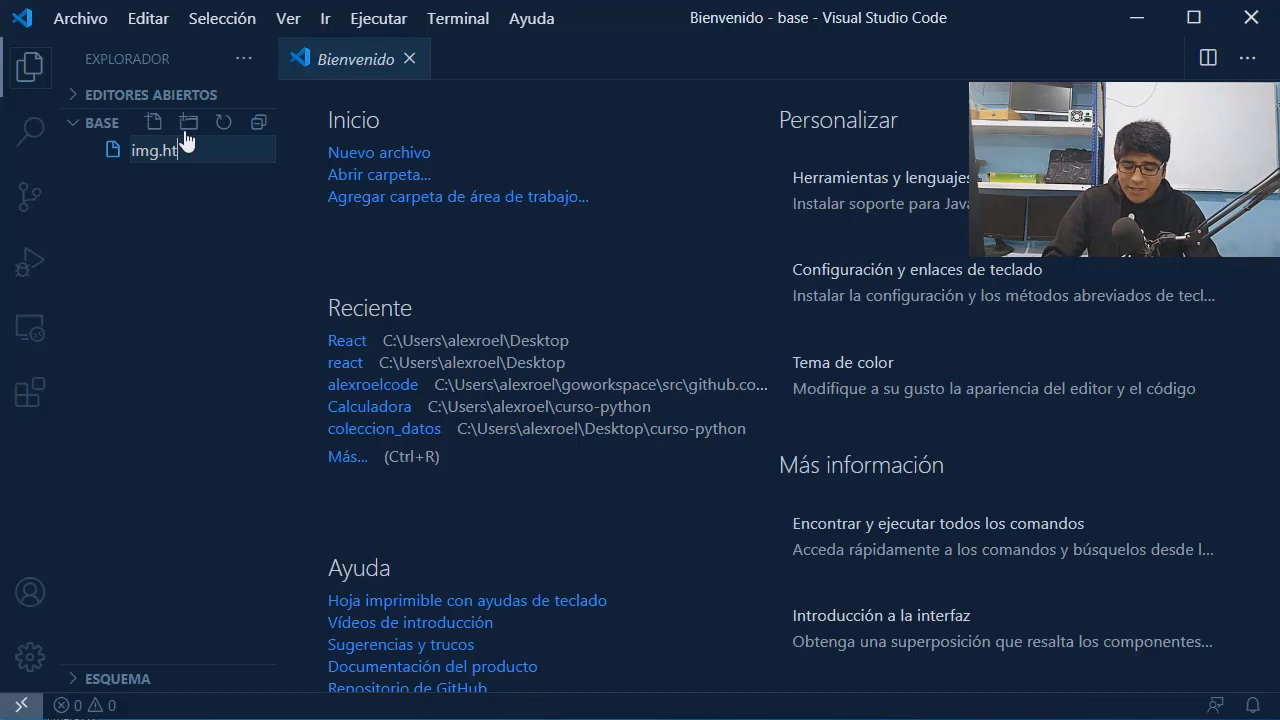 Archivo Editar Selección Ver Ir Ejecutar Terminal Ayuda Bienvenido - base - Visual Studio Code
EXPLORADOR
Bienvenido
EDITORES ABIERTOS
BASE
img.ht
Inicio
Nuevo archivo
Abrir carpeta...
Agregar carpeta de área de trabajo...
Reciente
React C:\Users\alexroel\Desktop
react C:\Users\alexroel\Desktop
alexroelcode C:\Users\alexroel\goworkspace\src\github.co...
Calculadora C:\Users\alexroel\curso-python
coleccion_datos C:\Users\alexroel\Desktop\curso-python
Más... (Ctrl+R)
Ayuda
Hoja imprimible con ayudas de teclado
Vídeos de introducción
Sugerencias y trucos
Documentación del producto
Repositorio de GitHub
Personalizar
Herramientas y lenguajes
Instalar soporte para Java
Configuración y enlaces de teclado
Instalar la configuración y los métodos abreviados de tecl...
Tema de color
Modifique a su gusto la apariencia del editor y el código
Más información
Encontrar y ejecutar todos los comandos
Acceda rápidamente a los comandos y búsquelos desde l...
Introducción a la interfaz
Obtenga una superposición que resalta los componentes...
ESQUEMA
0 0